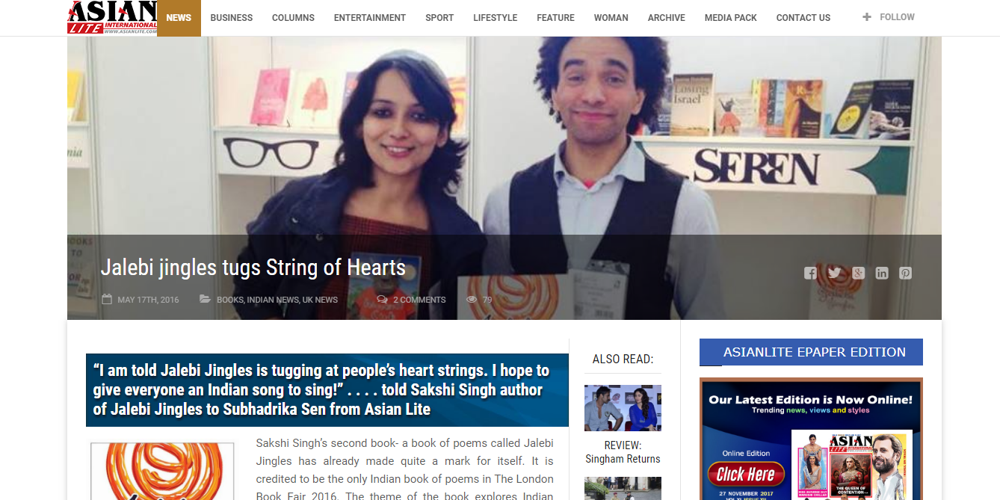 ASIAN
LITE INTERNATIONAL
WWW.ASIANLITE.COM
NEWS
BUSINESS
COLUMNS
ENTERTAINMENT
SPORT
LIFESTYLE
FEATURE
WOMAN
ARCHIVE
MEDIA PACK
CONTACT US
FOLLOW
Losing
Israel
nia
SEREN
BOOKS
TO
Jalebi jingles tugs String of Hearts
MAY 17TH, 2016
BOOKS, INDIAN NEWS, UK NEWS
2 COMMENTS
79
“I am told Jalebi Jingles is tugging at people’s heart strings. I hope to
give everyone an Indian song to sing!” . . . . told Sakshi Singh author
of Jalebi Jingles to Subhadrika Sen from Asian Lite
Sakshi Singh’s second book- a book of poems called Jalebi
Jingles has already made quite a mark for itself. It is
credited to be the only Indian book of poems in The London
Book Fair 2016. The theme of the book explores Indian
ALSO READ:
REVIEW:
Singham Returns
ASIANLITE EPAPER EDITION
Our Latest Edition is Now Online!
Trending news, views and styles
Online Edition
Click Here
27 NOVEMBER 2017
ASIAN
LITE INTERNATIONAL
THE QUEEN OF
CONTENTION